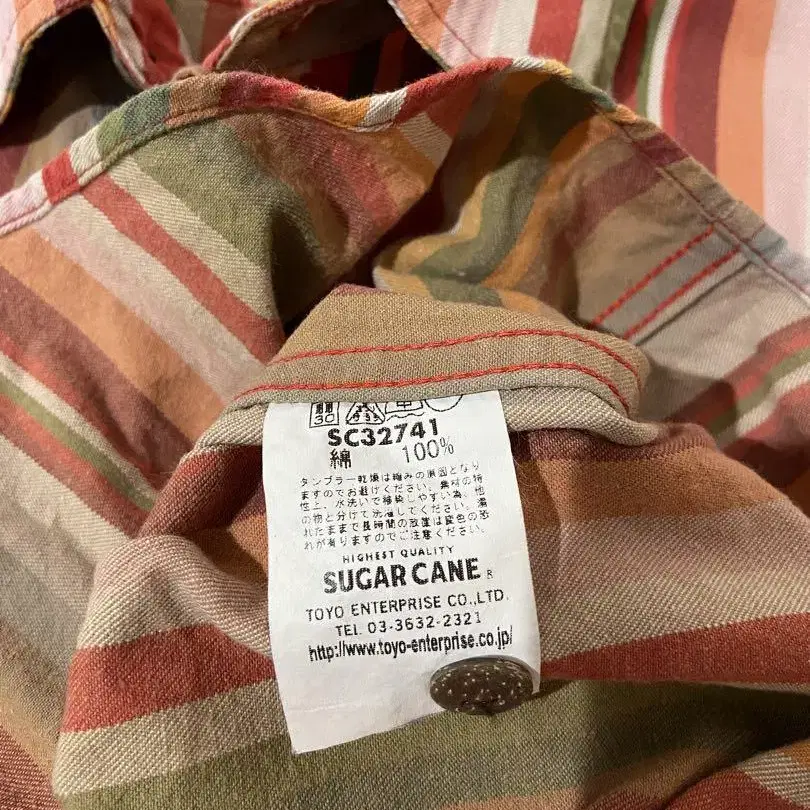 30
SC32741
綿 100%
タンブラー乾燥は縮みの原因となり
ますのでお避けください。素材の特
性上、水洗いで移染しやすい為、他
の物と分けて洗濯してください。濡
れたままで長時間の放置は変色の恐
れが有りますのでご注意ください。
HIGHEST QUALITY
SUGAR CANE®
TOYO ENTERPRISE CO.,LTD.
TEL 03-3632-2321
http://www.toyo-enterprise.co.jp/